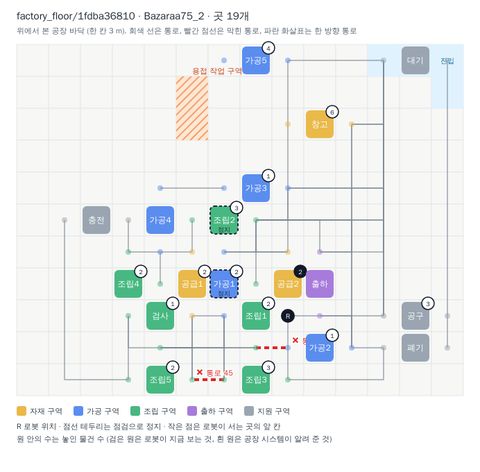 factory_floor/1fdba36810 · Bazaraa75_2 · 곳 19개
위에서 본 공장 바닥 (한 칸 3 m). 회색 선은 통로, 빨간 점선은 막힌 통로, 파란 화살표는 한 방향 통로
가공5 4
대기
용접 작업 구역
창고 6
가공3 1
충전
가공4
조립2 3
정지
조립4 2
공급1 2
가공1 2
정지
공급2 2
출하
검사 1
조립1 2
R
공구 3
가공2 1
폐기
조립5 2
통로 45
조립3 3
자재 구역
가공 구역
조립 구역
출하 구역
지원 구역
R 로봇 위치 · 점선 테두리는 점검으로 정지 · 작은 점은 로봇이 서는 곳의 앞 칸
원 안의 수는 놓인 물건 수 (검은 원은 로봇이 지금 보는 것, 흰 원은 공장 시스템이 알려 준 것)